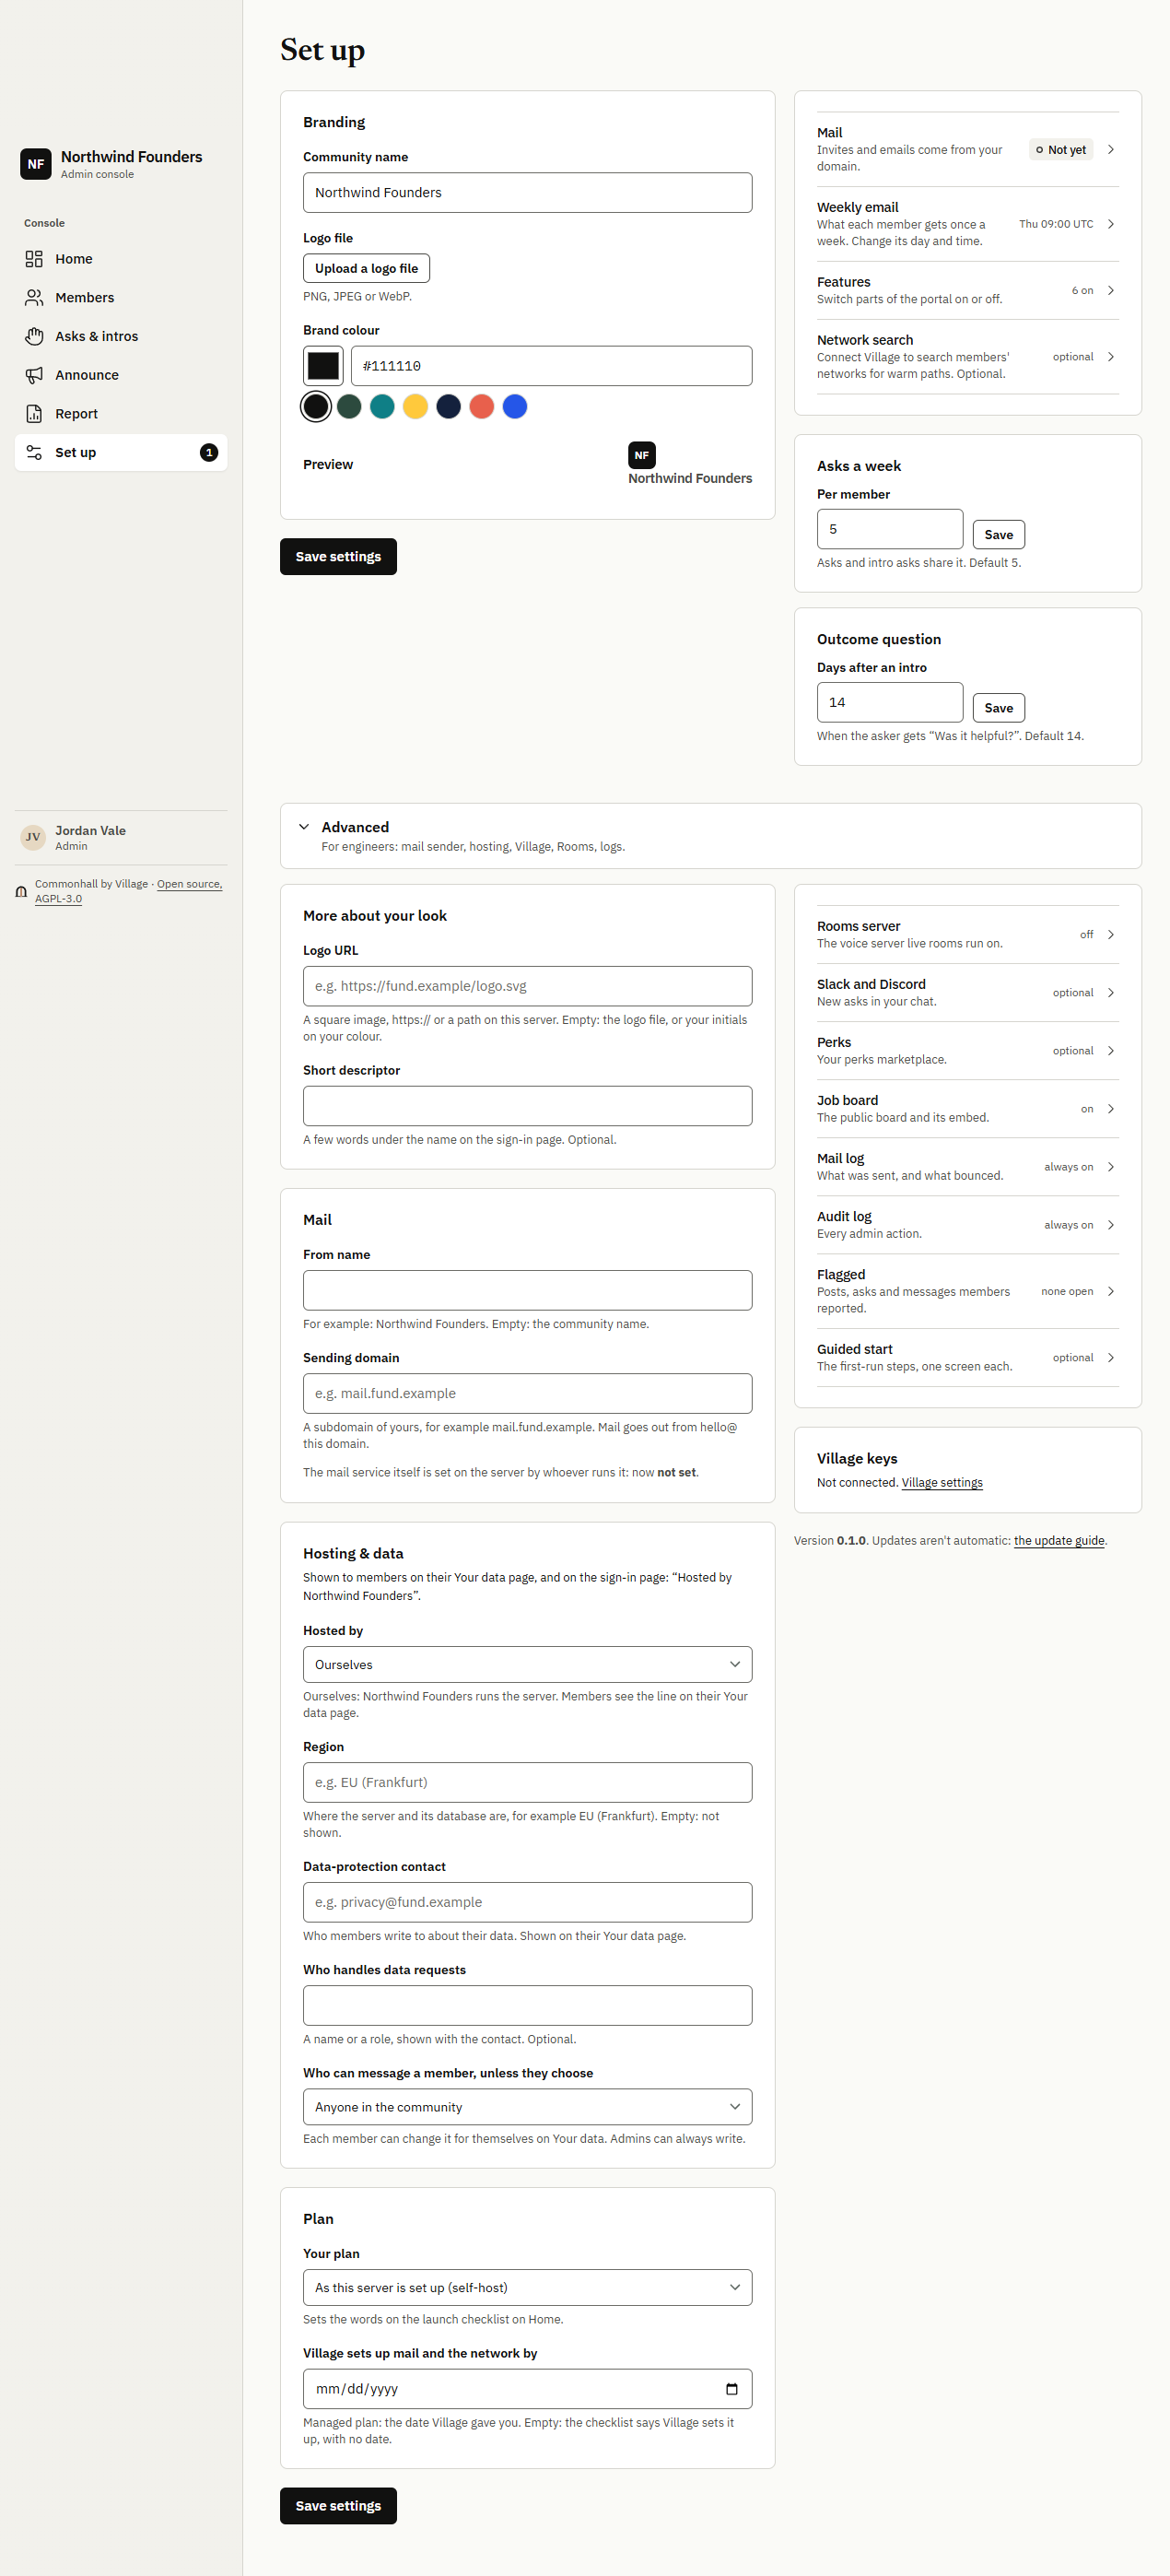 NF
Northwind Founders
Admin console
Console
Home
Members
Asks & intros
Announce
Report
Set up
1
JV
Jordan Vale
Admin
Commonhall by Village · Open source,
AGPL-3.0
Set up
Branding
Community name
Northwind Founders
Logo file
Upload a logo file
PNG, JPEG or WebP.
Brand colour
#111110
Preview
NF
Northwind Founders
Save settings
Mail
Invites and emails come from your
domain.
Not yet
Weekly email
What each member gets once a
week. Change its day and time.
Thu 09:00 UTC
Features
Switch parts of the portal on or off.
6 on
Network search
Connect Village to search members'
networks for warm paths. Optional.
optional
Asks a week
Per member
5
Save
Asks and intro asks share it. Default 5.
Outcome question
Days after an intro
14
Save
When the asker gets “Was it helpful?”. Default 14.
Advanced
For engineers: mail sender, hosting, Village, Rooms, logs.
More about your look
Logo URL
e.g. https://fund.example/logo.svg
A square image, https:// or a path on this server. Empty: the logo file, or your initials
on your colour.
Short descriptor
A few words under the name on the sign-in page. Optional.
Mail
From name
For example: Northwind Founders. Empty: the community name.
Sending domain
e.g. mail.fund.example
A subdomain of yours, for example mail.fund.example. Mail goes out from hello@
this domain.
The mail service itself is set on the server by whoever runs it: now not set.
Hosting & data
Shown to members on their Your data page, and on the sign-in page: “Hosted by
Northwind Founders”.
Hosted by
Ourselves
Ourselves: Northwind Founders runs the server. Members see the line on their Your
data page.
Region
e.g. EU (Frankfurt)
Where the server and its database are, for example EU (Frankfurt). Empty: not
shown.
Data-protection contact
e.g. privacy@fund.example
Who members write to about their data. Shown on their Your data page.
Who handles data requests
A name or a role, shown with the contact. Optional.
Who can message a member, unless they choose
Anyone in the community
Each member can change it for themselves on Your data. Admins can always write.
Plan
Your plan
As this server is set up (self-host)
Sets the words on the launch checklist on Home.
Village sets up mail and the network by
mm/dd/yyyy
Managed plan: the date Village gave you. Empty: the checklist says Village sets it
up, with no date.
Save settings
Rooms server
The voice server live rooms run on.
off
Slack and Discord
New asks in your chat.
optional
Perks
Your perks marketplace.
optional
Job board
The public board and its embed.
on
Mail log
What was sent, and what bounced.
always on
Audit log
Every admin action.
always on
Flagged
Posts, asks and messages members
reported.
none open
Guided start
The first-run steps, one screen each.
optional
Village keys
Not connected. Village settings
Version 0.1.0. Updates aren't automatic: the update guide.